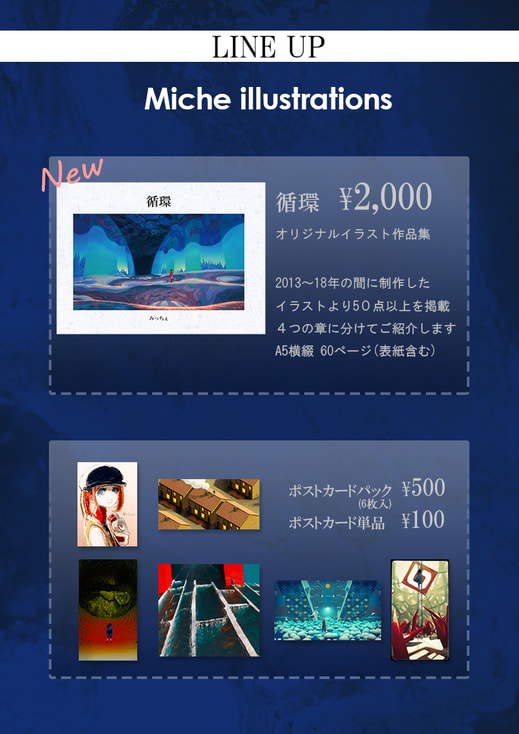 LINE UP
Miche illustrations
New
循環
みっちぇ
循環 ¥2,000
オリジナルイラスト作品集
2013～18年の間に制作した
イラストより5０点以上を掲載
４つの章に分けてご紹介します
A5横綴 60ページ(表紙含む)
ポストカードパック ¥500
(6枚入)
ポストカード単品 ¥100